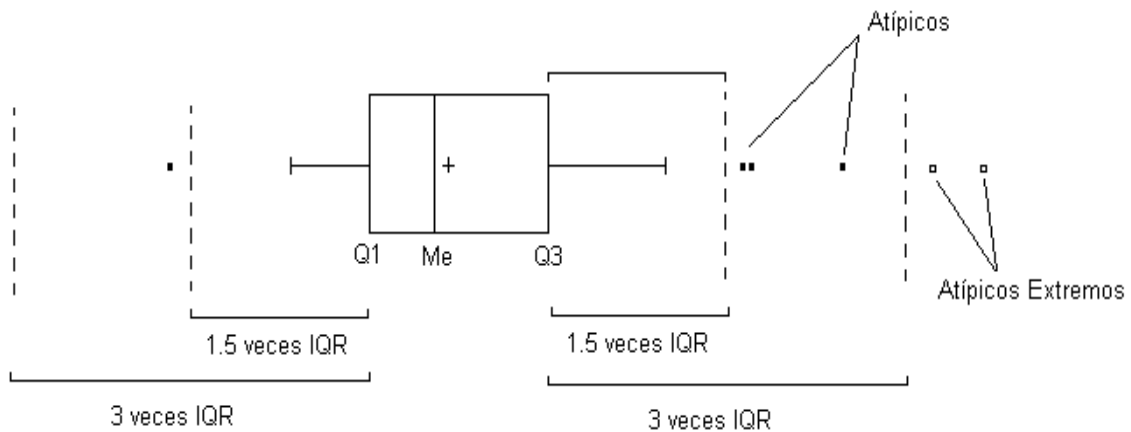 Atípicos
Q1
Me
Q3
Atípicos Extremos
1.5 veces IQR
1.5 veces IQR
3 veces IQR
3 veces IQR